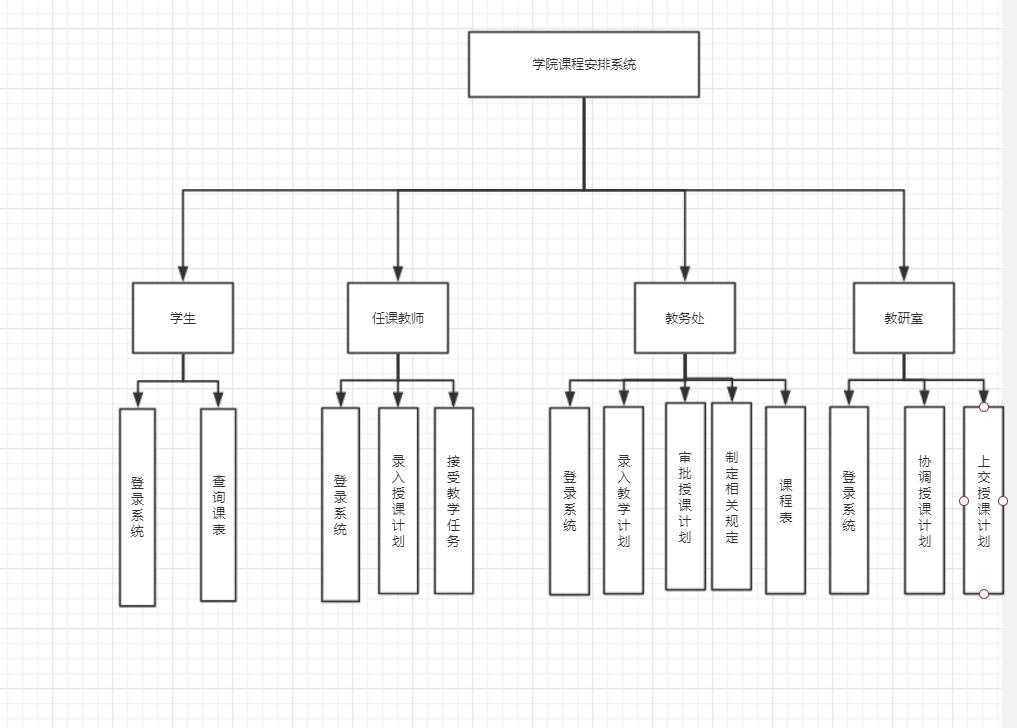 学院课程安排系统
学生
任课教师
教务处
教研室
登录系统
查询课表
登录系统
录入授课计划
接受教学任务
登录系统
录入教学计划
审批授课计划
制定相关规定
课程表
登录系统
协调授课计划
上交授课计划